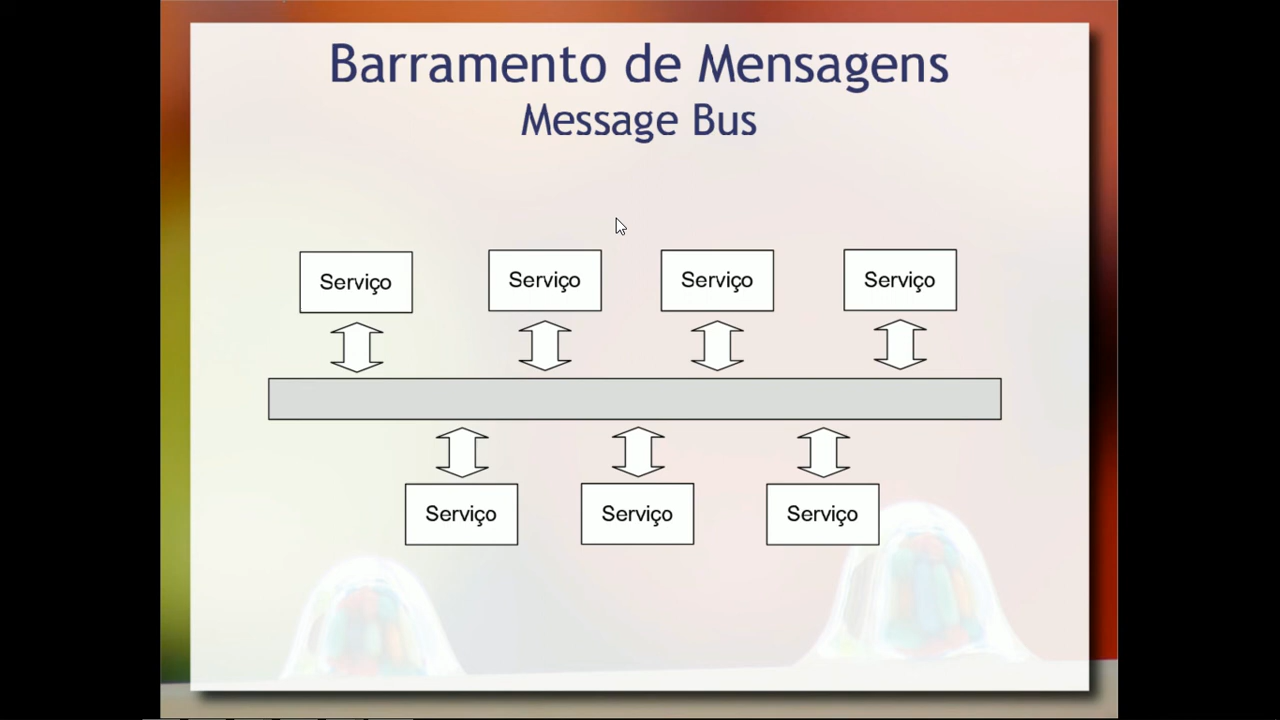 Barramento de Mensagens
Message Bus
Serviço
Serviço
Serviço
Serviço
Serviço
Serviço
Serviço